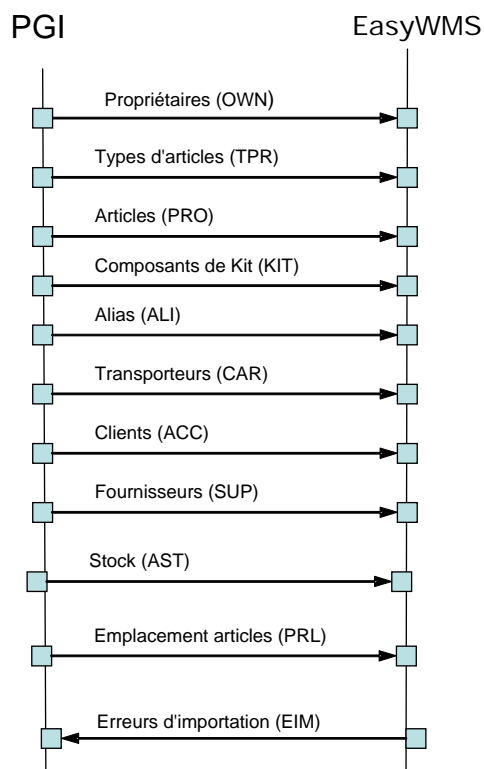 PGI
EasyWMS
Propriétaires (OWN)
Types d'articles (TPR)
Articles (PRO)
Composants de Kit (KIT)
Alias (ALI)
Transporteurs (CAR)
Clients (ACC)
Fournisseurs (SUP)
Stock (AST)
Emplacement articles (PRL)
Erreurs d'importation (EIM)